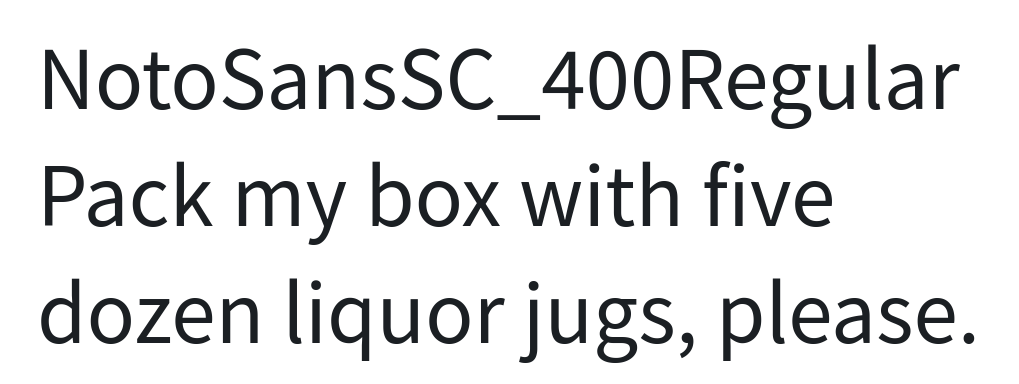 NotoSansSC_400Regular
Pack my box with five
dozen liquor jugs, please.